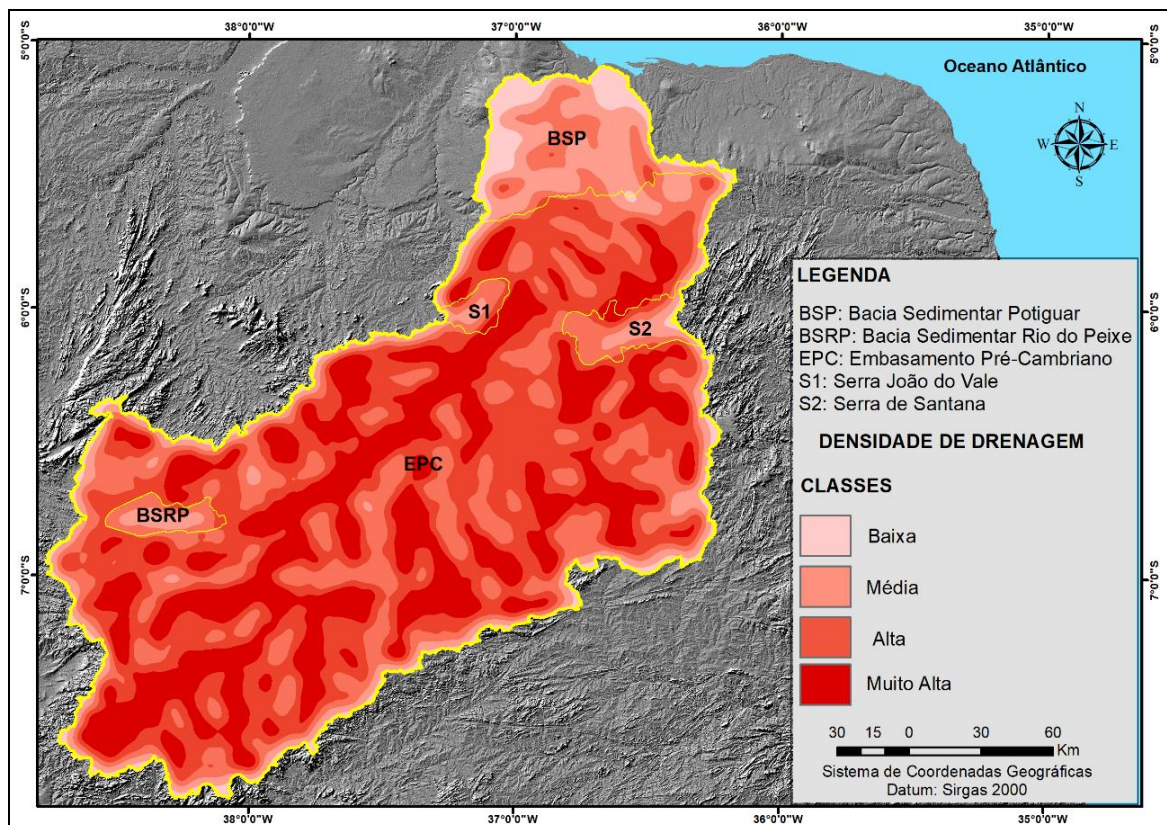 38°0'0"W
37°0'0"W
36°0'0"W
35°0'0"W
5°0'0"S
5°0'0"S
Oceano Atlântico
N
W
E
S
BSP
S1
S2
EPC
BSRP
6°0'0"S
6°0'0"S
7°0'0"S
7°0'0"S
LEGENDA
BSP: Bacia Sedimentar Potiguar
BSRP: Bacia Sedimentar Rio do Peixe
EPC: Embasamento Pré-Cambriano
S1: Serra João do Vale
S2: Serra de Santana
DENSIDADE DE DRENAGEM
CLASSES
Baixa
Média
Alta
Muito Alta
30 15 0 30 60
Km
Sistema de Coordenadas Geográficas
Datum: Sirgas 2000
38°0'0"W
37°0'0"W
36°0'0"W
35°0'0"W